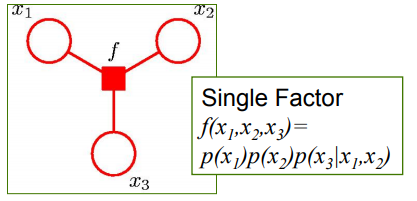 x₁ x₂
f
x₃
Single Factor
f(x₁,x₂,x₃)=
p(x₁)p(x₂)p(x₃|x₁,x₂)